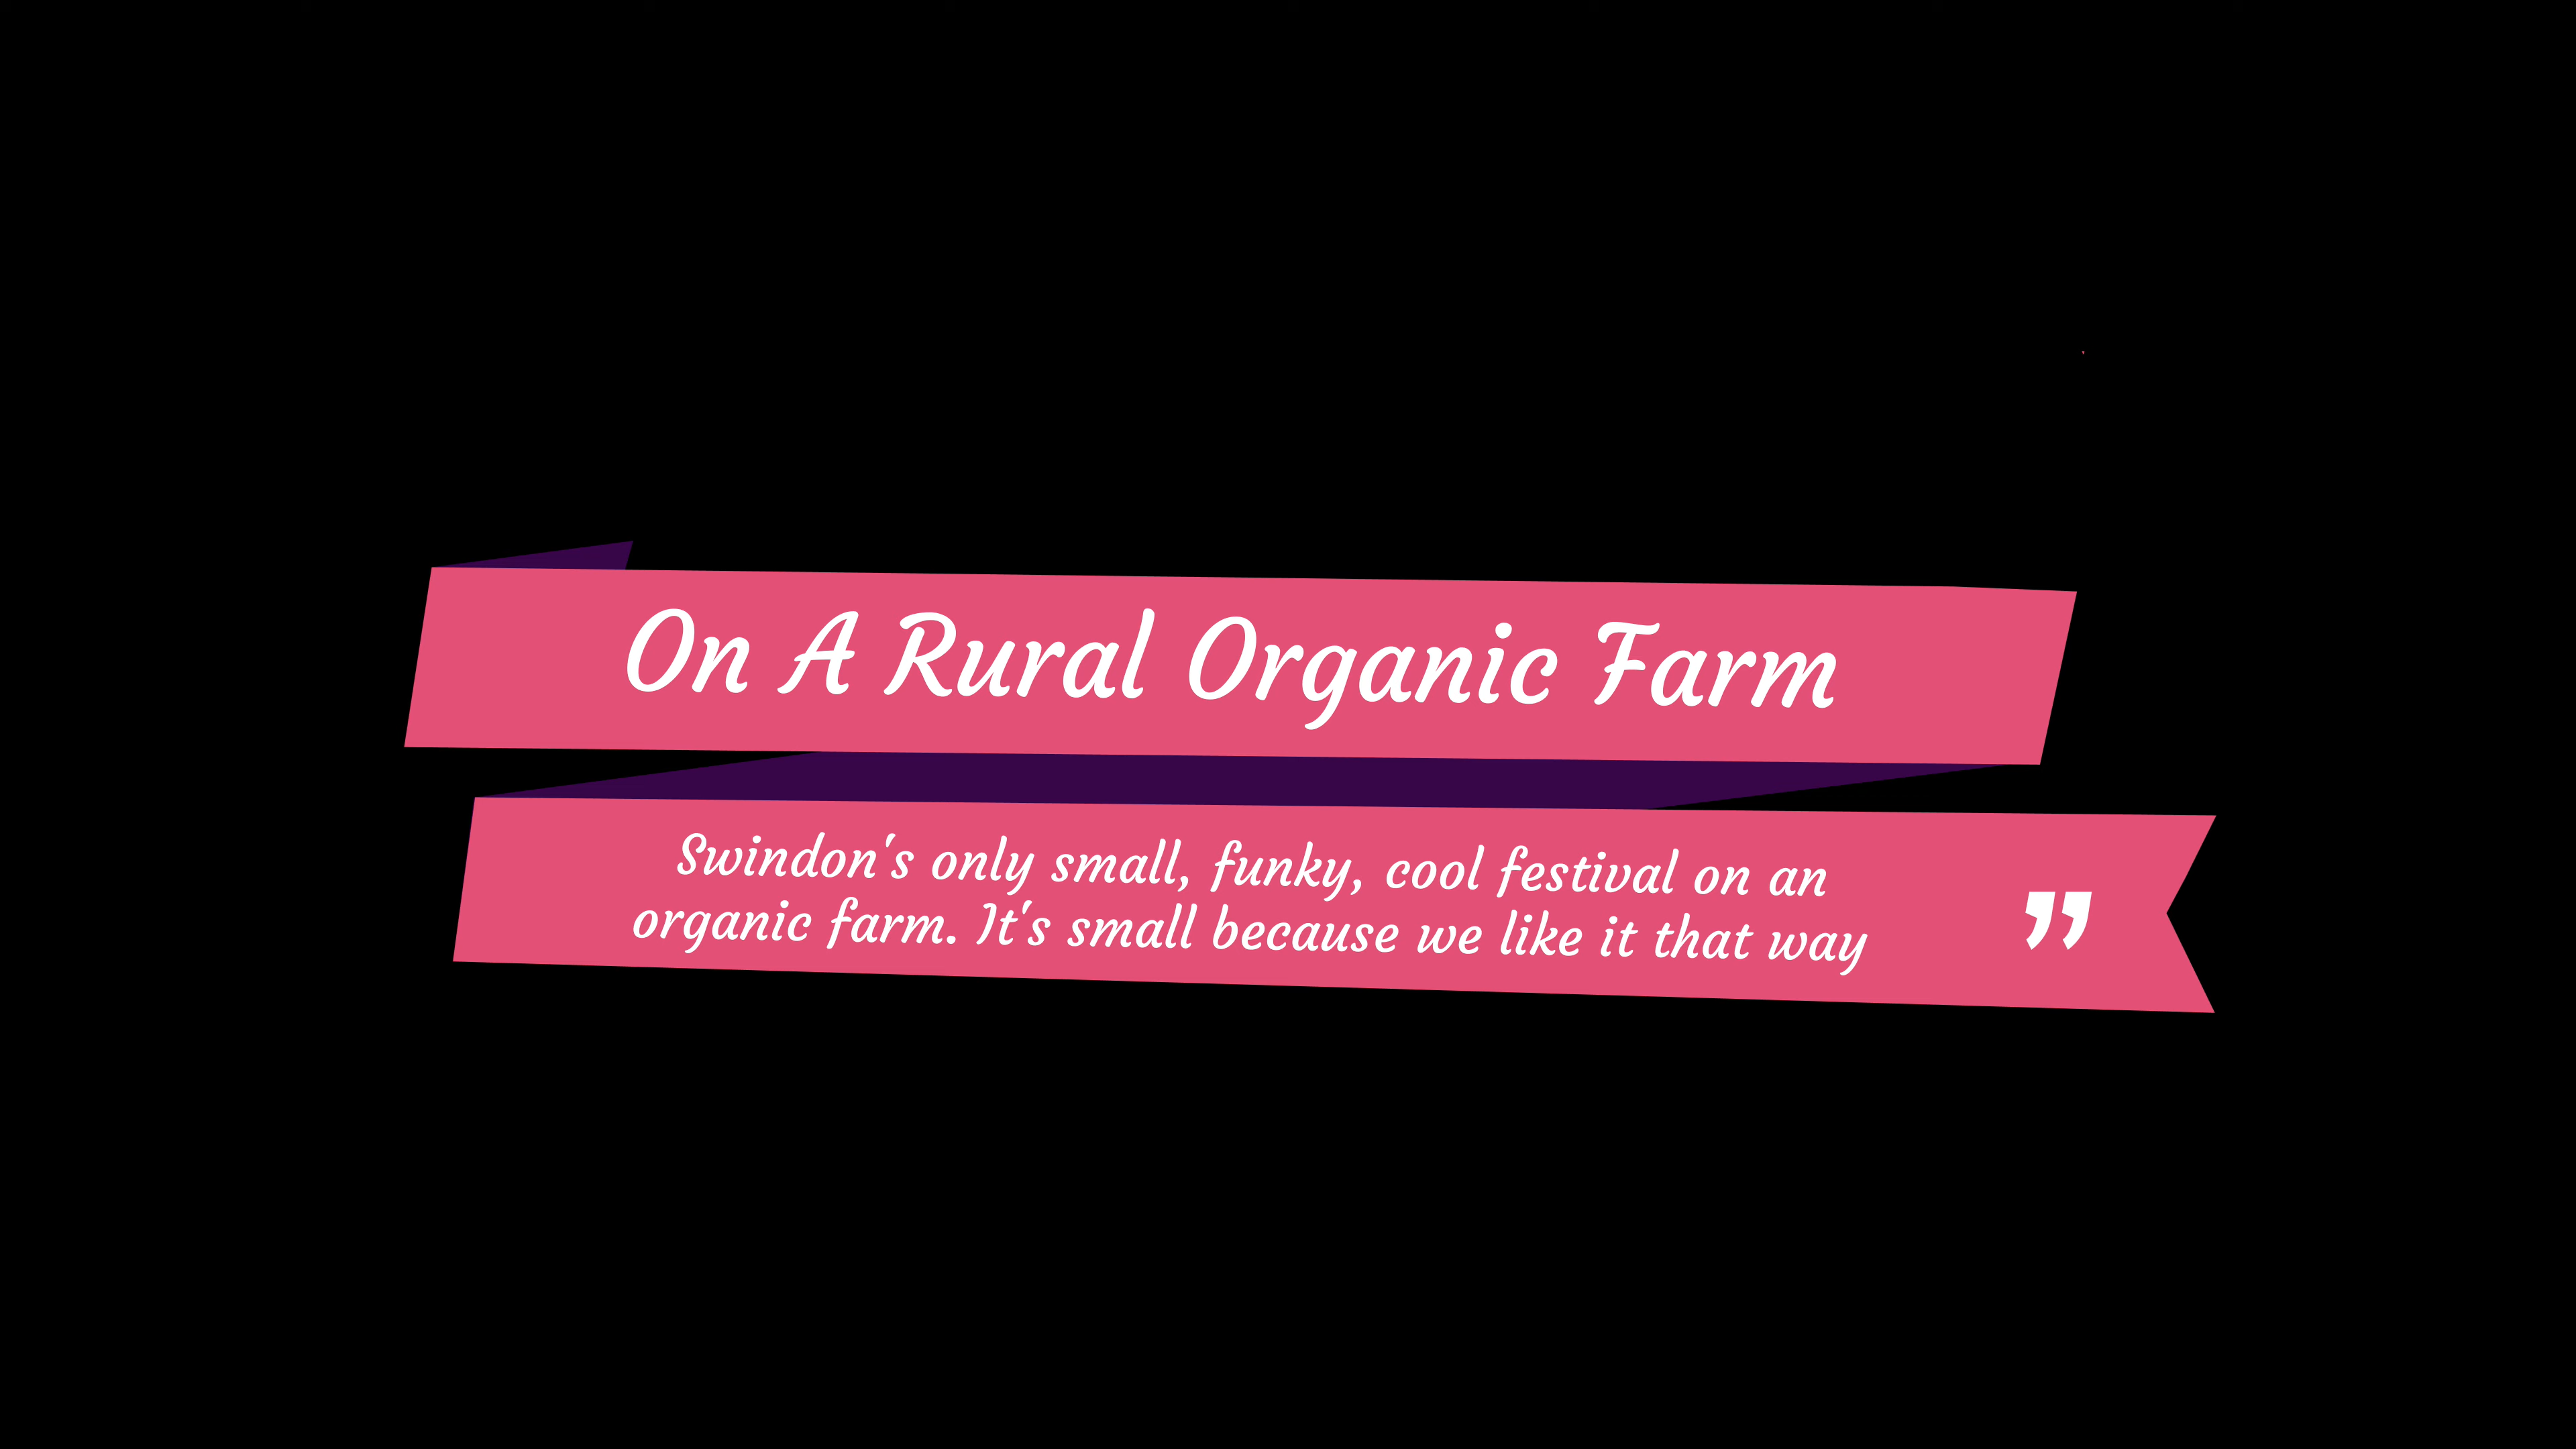 On A Rural Organic Farm
Swindon's only small, funky, cool festival on an
organic farm. It's small because we like it that way
”